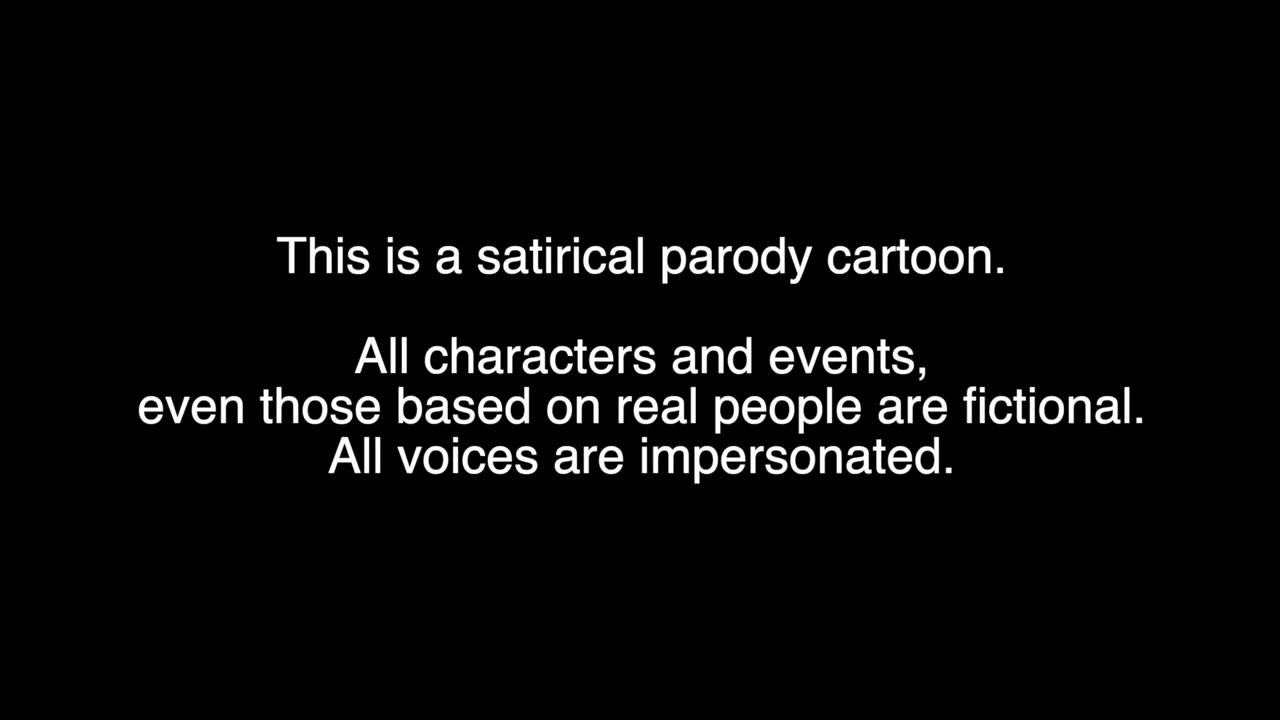 This is a satirical parody cartoon.
All characters and events,
even those based on real people are fictional.
All voices are impersonated.